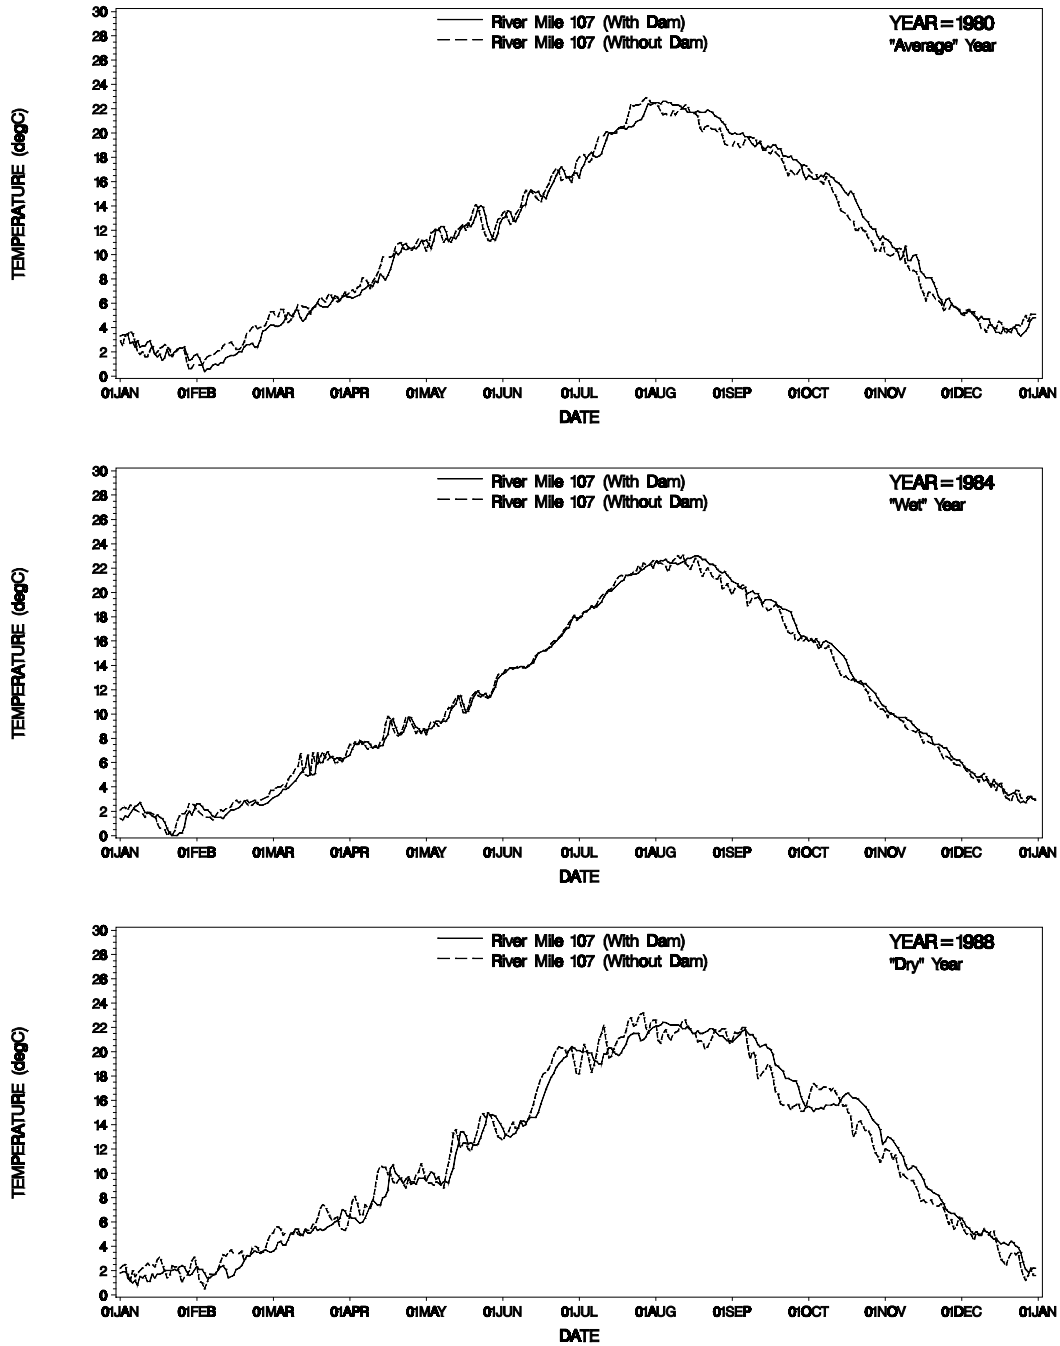 River Mile 107 (With Dam)
River Mile 107 (Without Dam)
YEAR=1980
"Average" Year
TEMPERATURE (degC)
30
28
26
24
22
20
18
16
14
12
10
8
6
4
2
0
01JAN 01FEB 01MAR 01APR 01MAY 01JUN 01JUL 01AUG 01SEP 01OCT 01NOV 01DEC 01JAN
DATE
River Mile 107 (With Dam)
River Mile 107 (Without Dam)
YEAR=1984
"Wet" Year
TEMPERATURE (degC)
30
28
26
24
22
20
18
16
14
12
10
8
6
4
2
0
01JAN 01FEB 01MAR 01APR 01MAY 01JUN 01JUL 01AUG 01SEP 01OCT 01NOV 01DEC 01JAN
DATE
River Mile 107 (With Dam)
River Mile 107 (Without Dam)
YEAR=1988
"Dry" Year
TEMPERATURE (degC)
30
28
26
24
22
20
18
16
14
12
10
8
6
4
2
0
01JAN 01FEB 01MAR 01APR 01MAY 01JUN 01JUL 01AUG 01SEP 01OCT 01NOV 01DEC 01JAN
DATE